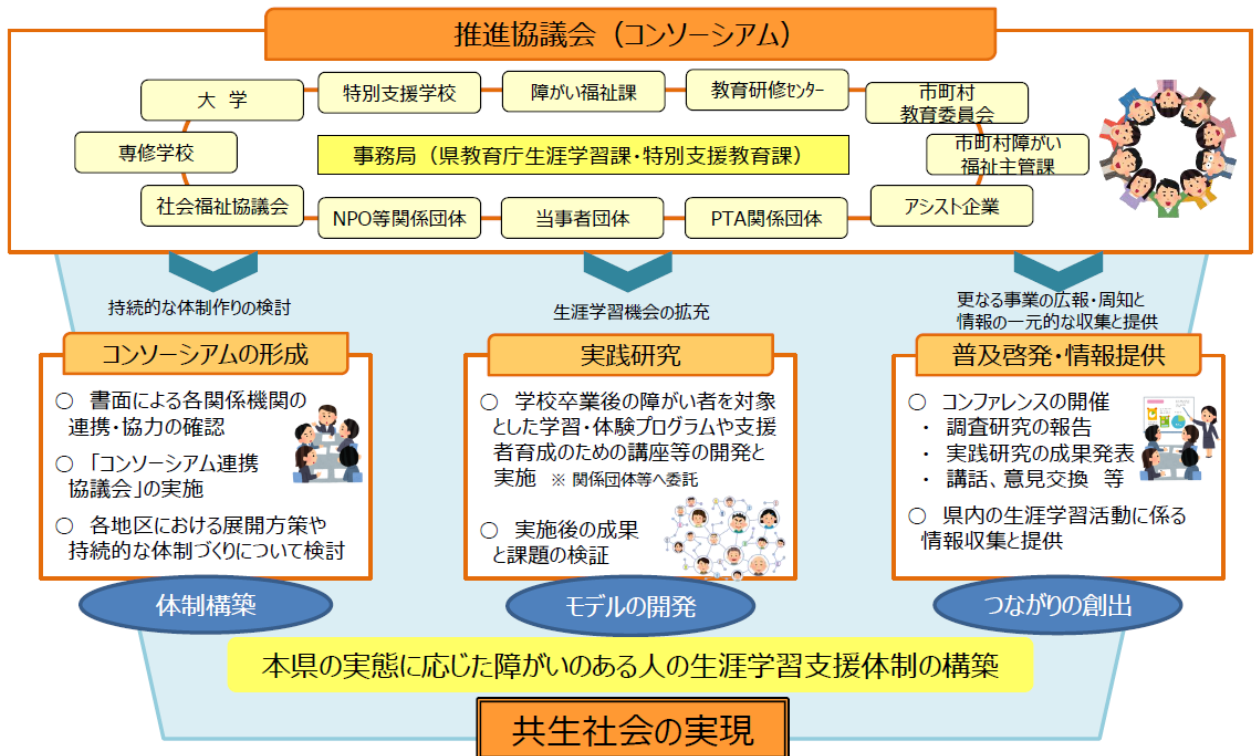 推進協議会（コンソーシアム）
大 学
特別支援学校
障がい福祉課
教育研修センター
市町村
教育委員会
専修学校
事務局（県教育庁生涯学習課・特別支援教育課）
市町村障がい
福祉主管課
社会福祉協議会
NPO等関係団体
当事者団体
PTA関係団体
アシスト企業
持続的な体制作りの検討
コンソーシアムの形成
○ 書面による各関係機関の
連携・協力の確認
○ 「コンソーシアム連携
協議会」の実施
○ 各地区における展開方策や
持続的な体制づくりについて検討
体制構築
生涯学習機会の拡充
実践研究
○ 学校卒業後の障がい者を対象
とした学習・体験プログラムや支援
者育成のための講座等の開発と
実施 ※ 関係団体等へ委託
○ 実施後の成果
と課題の検証
モデルの開発
更なる事業の広報・周知と
情報の一元的な収集と提供
普及啓発・情報提供
○ コンファレンスの開催
・ 調査研究の報告
・ 実践研究の成果発表
・ 講話、意見交換 等
○ 県内の生涯学習活動に係る
情報収集と提供
つながりの創出
本県の実態に応じた障がいのある人の生涯学習支援体制の構築
共生社会の実現